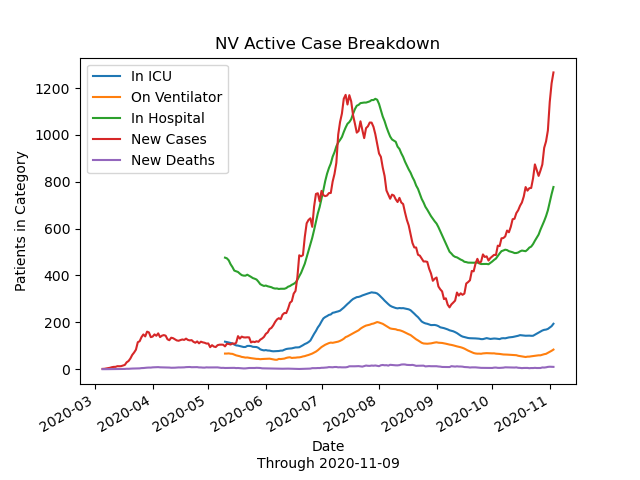 NV Active Case Breakdown
In ICU
On Ventilator
In Hospital
New Cases
New Deaths
Patients in Category
1200
1000
800
600
400
200
0
2020-03
2020-04
2020-05
2020-06
2020-07
2020-08
2020-09
2020-10
2020-11
Date
Through 2020-11-09